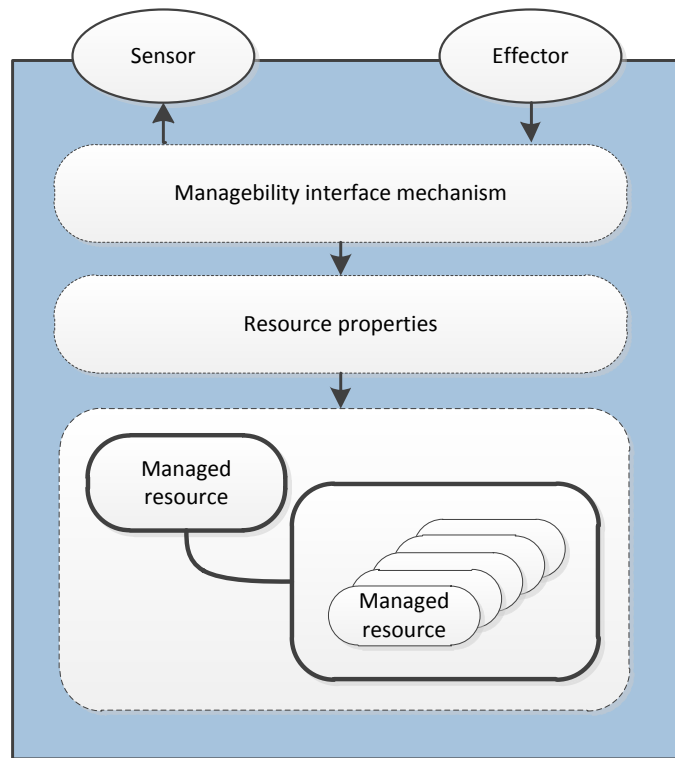 Sensor
Effector
Managebility interface mechanism
Resource properties
Managed
resource
Managed
resource